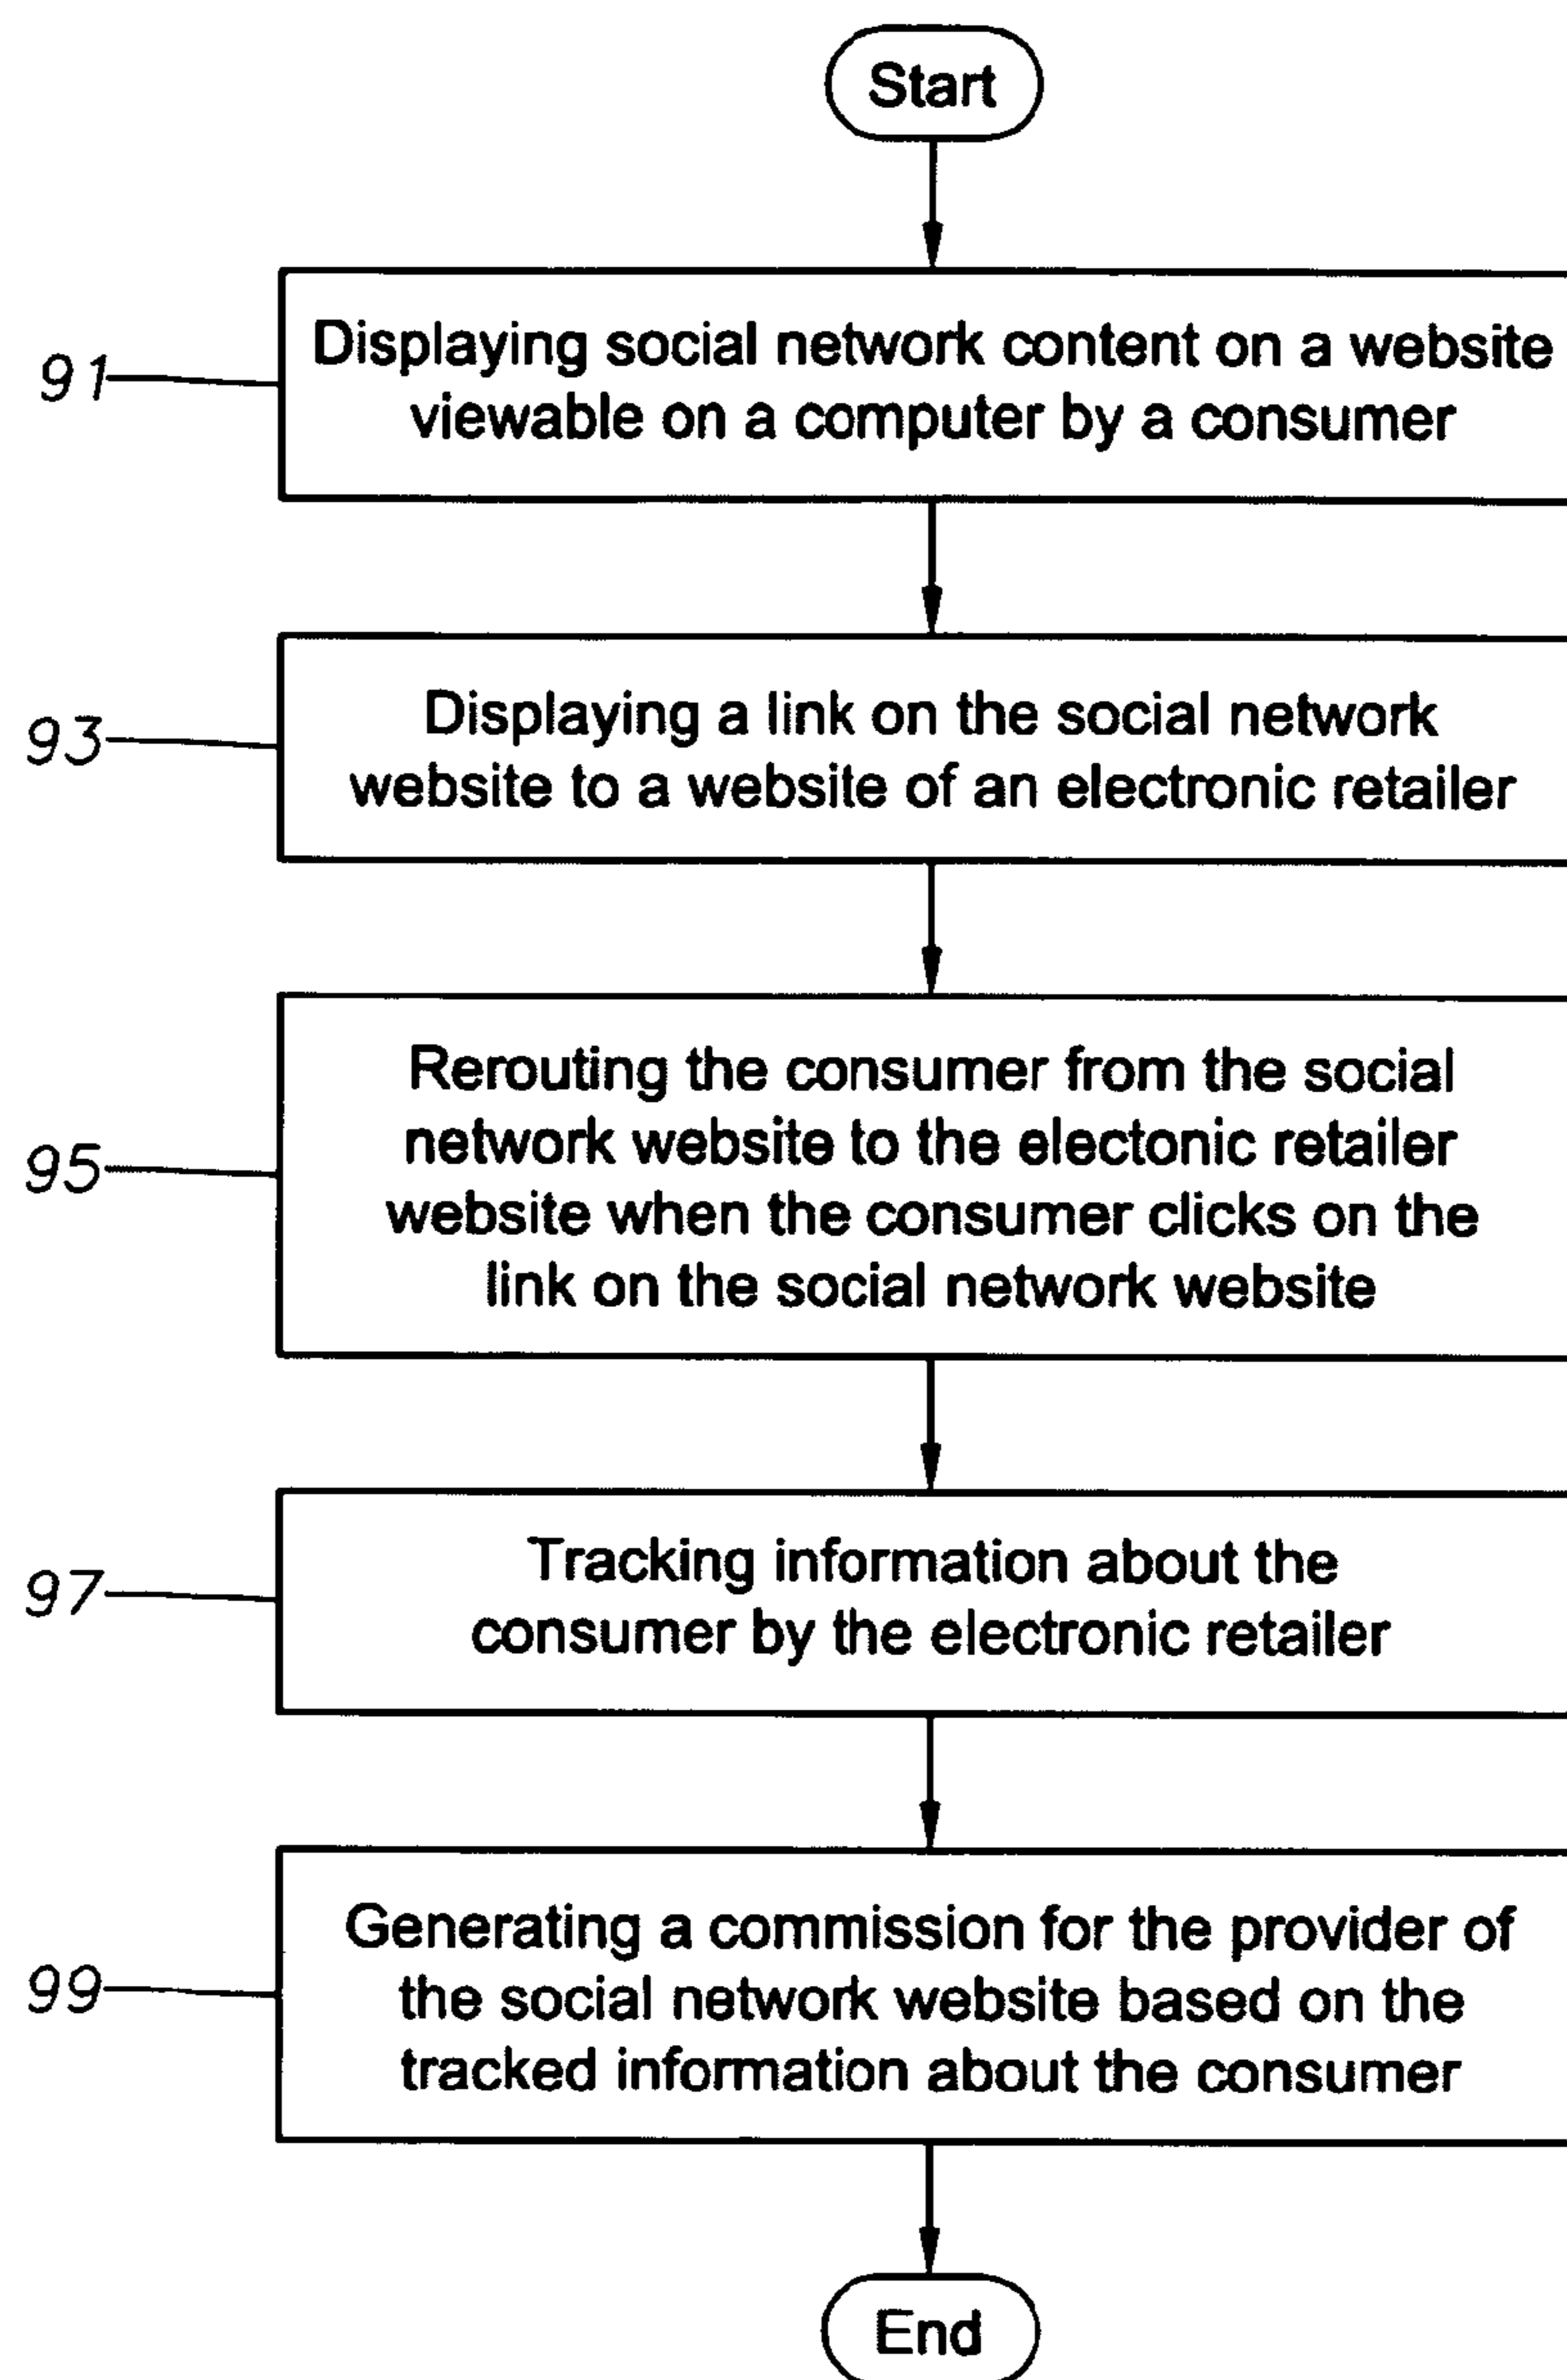 Start
91
Displaying social network content on a website
viewable on a computer by a consumer
93
Displaying a link on the social network
website to a website of an electronic retailer
95
Rerouting the consumer from the social
network website to the electonic retailer
website when the consumer clicks on the
link on the social network website
97
Tracking information about the
consumer by the electronic retailer
99
Generating a commission for the provider of
the social network website based on the
tracked information about the consumer
End